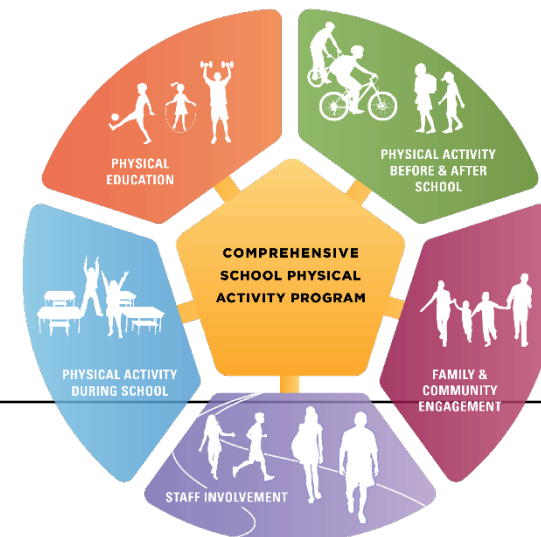 PHYSICAL
EDUCATION
PHYSICAL ACTIVITY
BEFORE & AFTER
SCHOOL
COMPREHENSIVE
SCHOOL PHYSICAL
ACTIVITY PROGRAM
PHYSICAL ACTIVITY
DURING SCHOOL
FAMILY &
COMMUNITY
ENGAGEMENT
STAFF INVOLVEMENT